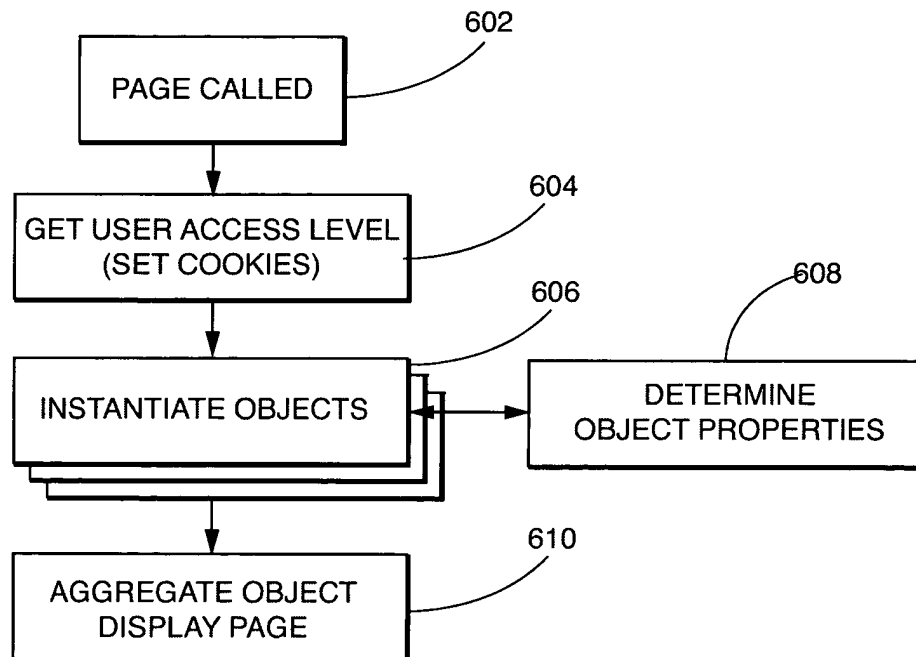 602
PAGE CALLED
604
GET USER ACCESS LEVEL
(SET COOKIES)
606
608
INSTANTIATE OBJECTS
DETERMINE
OBJECT PROPERTIES
610
AGGREGATE OBJECT
DISPLAY PAGE